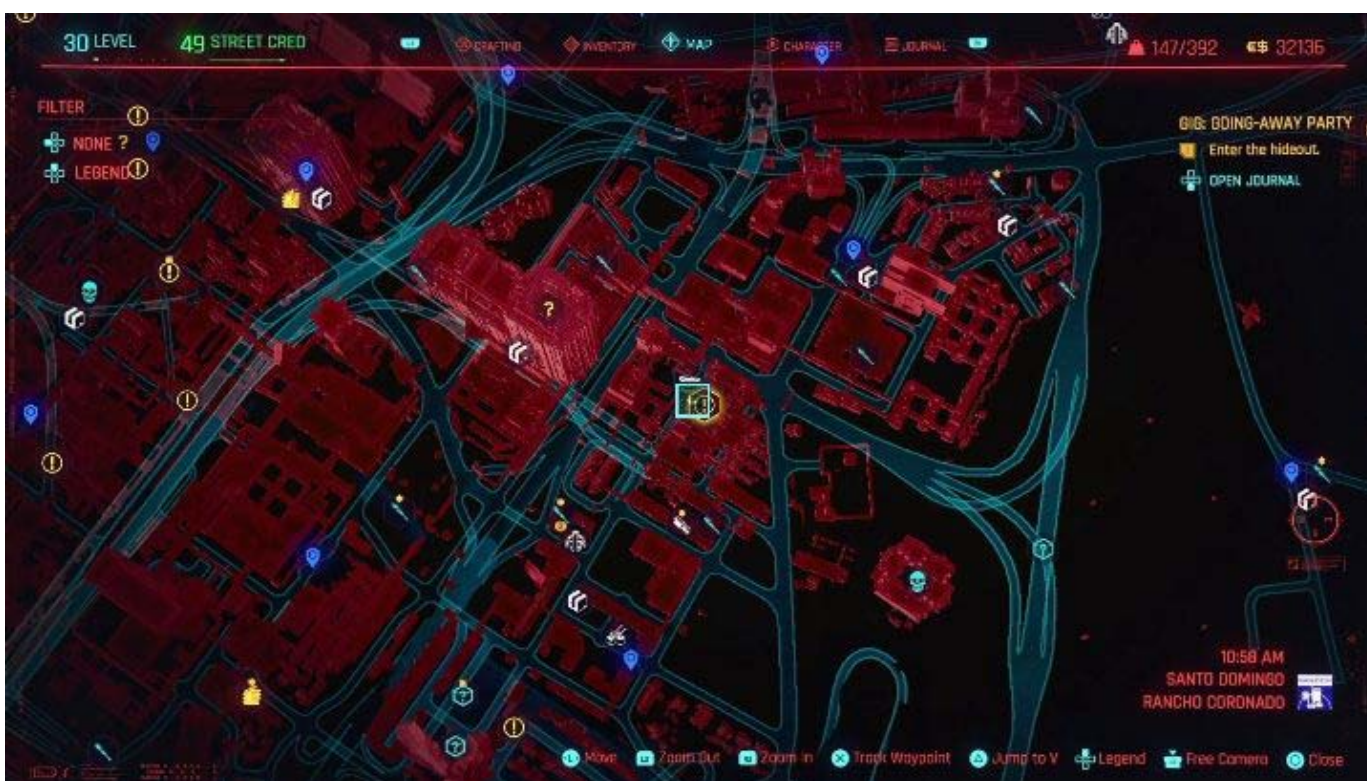 30 LEVEL
49 STREET CRED
CRAFTING
INVENTORY
MAP
CHARACTER
JOURNAL
147/392
€$ 32136
FILTER
NONE ?
LEGEND
GIG: GOING-AWAY PARTY
Enter the hideout.
OPEN JOURNAL
10:58 AM
SANTO DOMINGO
RANCHO CORONADO
Move
Zoom Out
Zoom In
Track Waypoint
Jump to V
Legend
Free Camera
Close